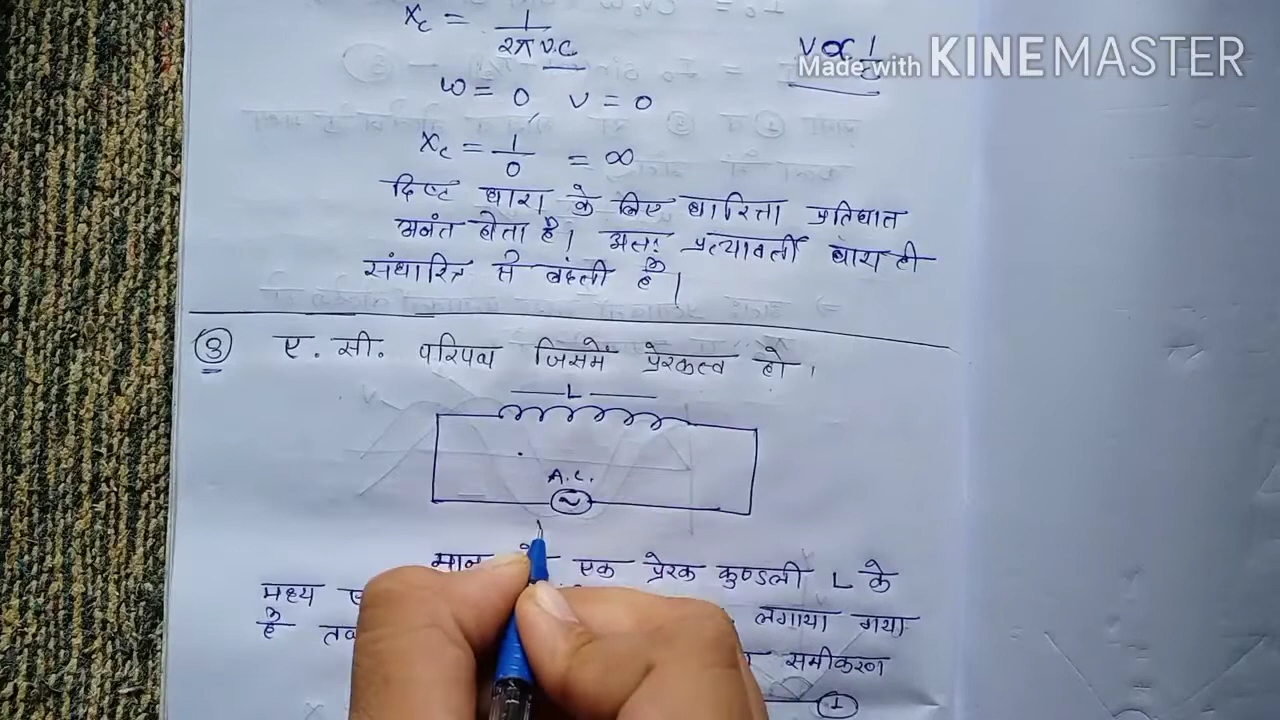 X_c = 1/2πν.C
ν ∝ 1/C
Made with KINEMASTER
ω = 0, ν = 0
X_c = 1/0 = ∞
दिष्ट धारा के लिए धारिता प्रतिघात
अनंत होता है। अतः प्रत्यावर्ती धारा ही
संधारित्र से बहती है।
③ ए. सी. परिपथ जिसमें प्रेरकत्व हो।
L
A.C.
~
एक प्रेरक कुण्डली L के
मध्य लगाया गया
है समीकरण
①